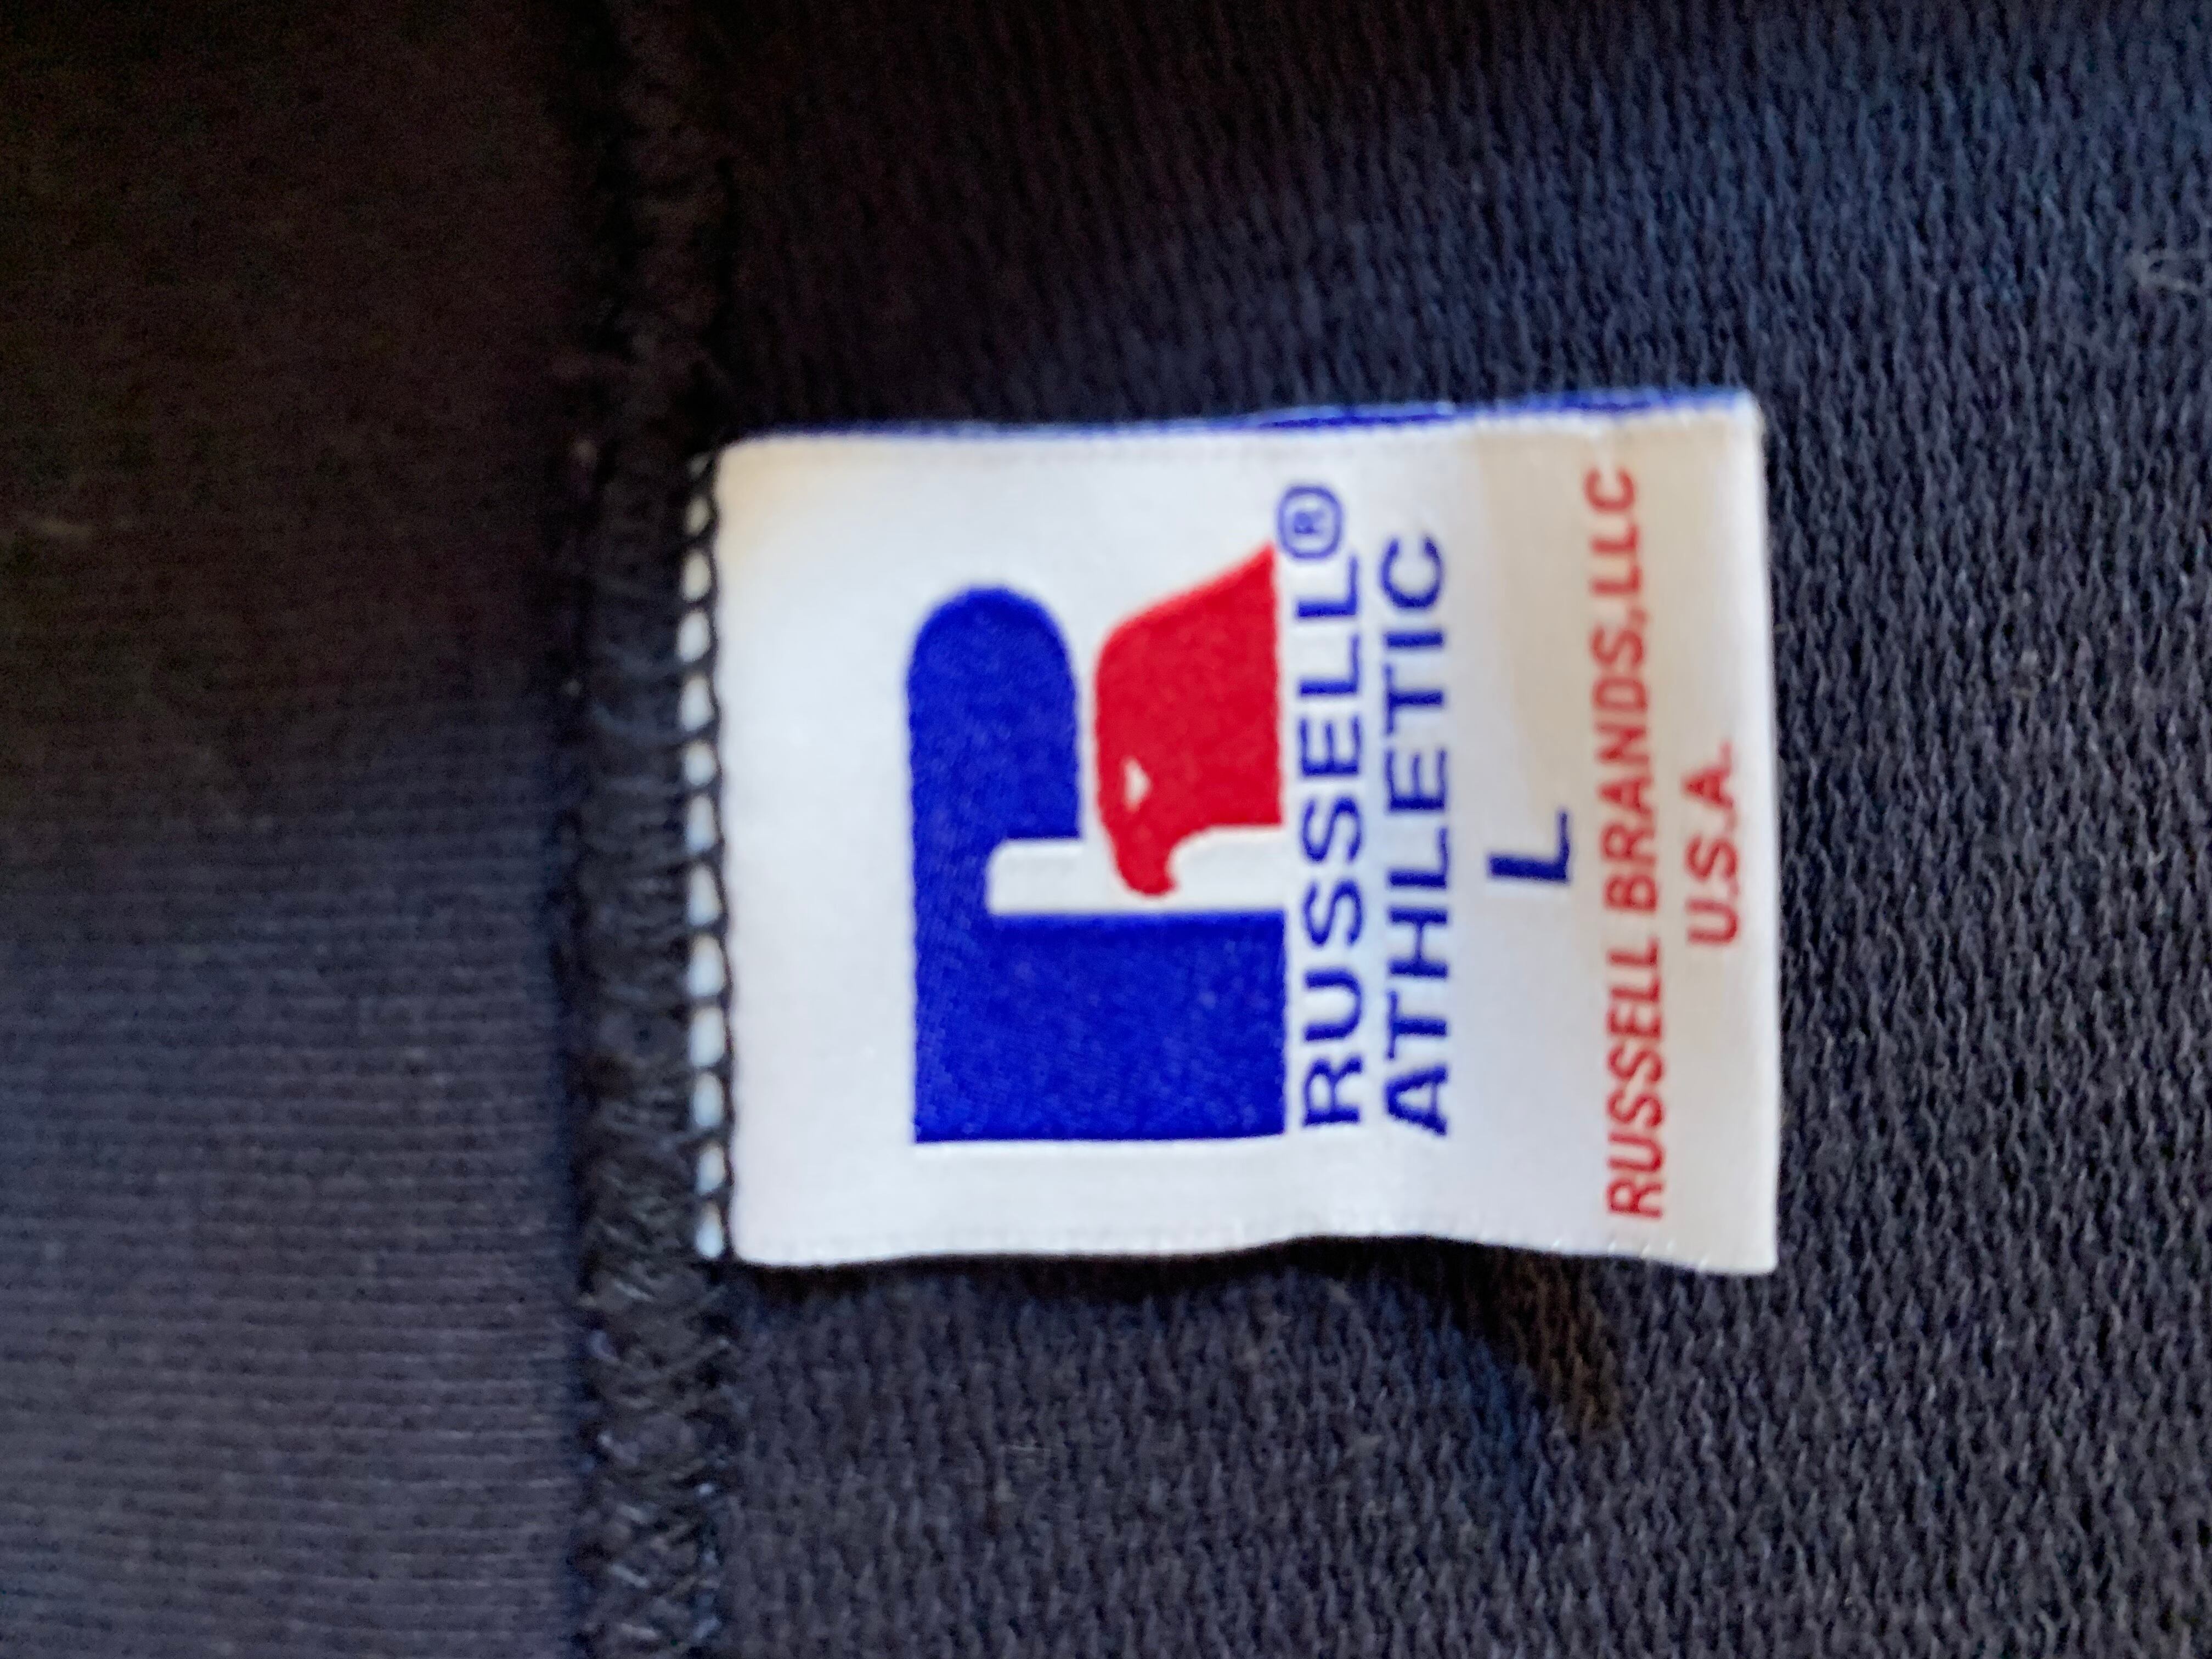 RUSSELL®
ATHLETIC
L
RUSSELL BRANDS,LLC
U.S.A.